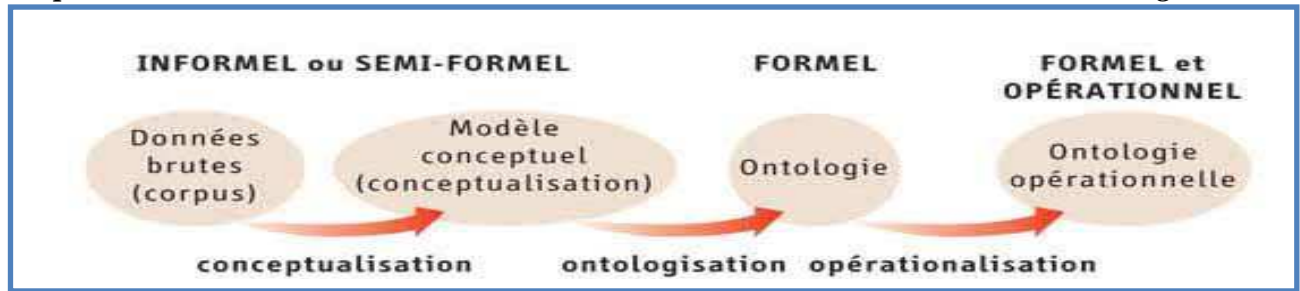 INFORMEL ou SEMI-FORMEL
FORMEL
FORMEL et
OPÉRATIONNEL
Données
brutes
(corpus)
Modèle
conceptuel
(conceptualisation)
Ontologie
Ontologie
opérationnelle
conceptualisation
ontologisation
opérationalisation